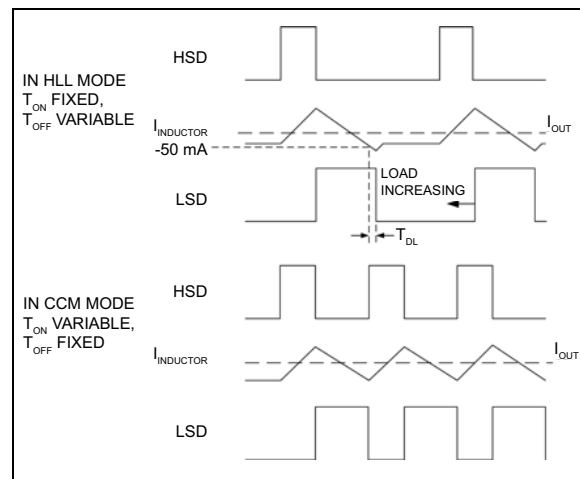 HSD
IN HLL MODE
TON FIXED,
TOFF VARIABLE
IINDUCTOR
IOUT
-50 mA
LOAD
INCREASING
LSD
TDL
HSD
IN CCM MODE
TON VARIABLE,
TOFF FIXED
IINDUCTOR
IOUT
LSD